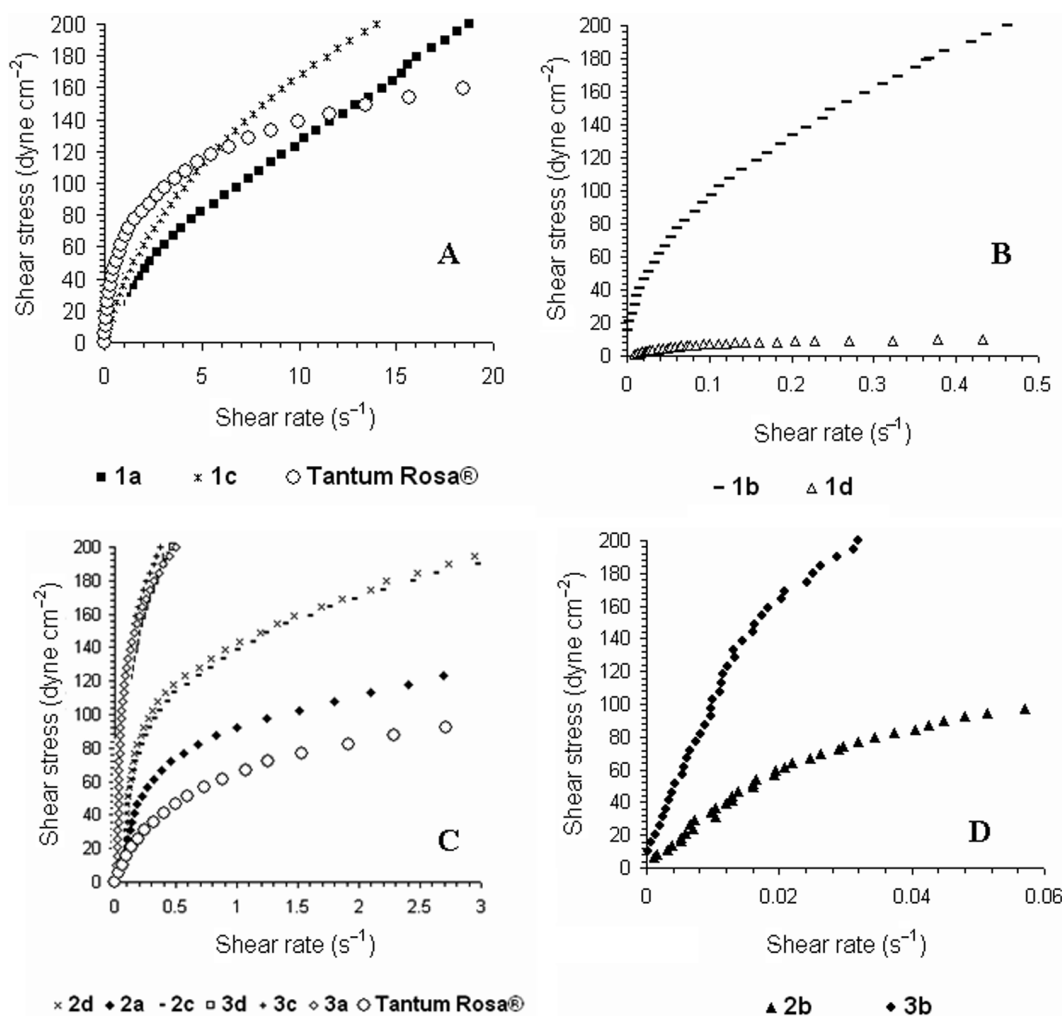 200
180
160
140
120
100
80
60
40
20
0
Shear stress (dyne cm⁻²)
A
0 5 10 15 20
Shear rate (s⁻¹)
1a 1c Tantum Rosa®
200
180
160
140
120
100
80
60
40
20
0
Shear stress (dyne cm⁻²)
B
0 0.1 0.2 0.3 0.4 0.5
Shear rate (s⁻¹)
1b 1d
200
180
160
140
120
100
80
60
40
20
0
Shear stress (dyne cm⁻²)
C
0 0.5 1 1.5 2 2.5 3
Shear rate (s⁻¹)
2d 2a 2c 3d 3c 3a Tantum Rosa®
200
180
160
140
120
100
80
60
40
20
0
Shear stress (dyne cm⁻²)
D
0 0.02 0.04 0.06
Shear rate (s⁻¹)
2b 3b